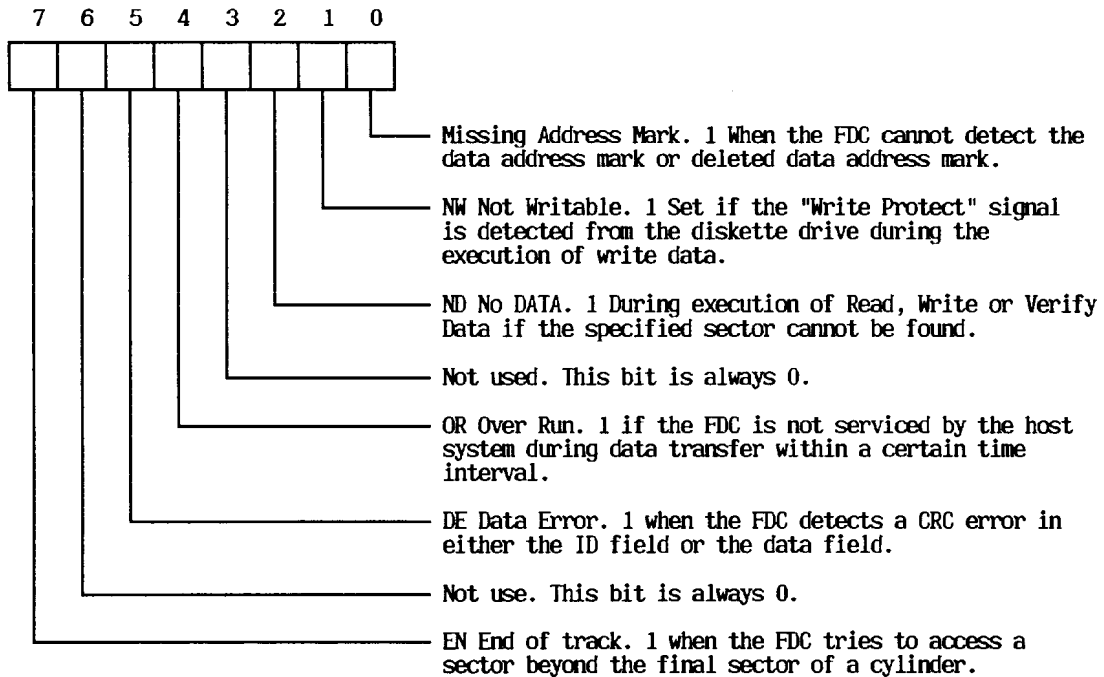 7 6 5 4 3 2 1 0
Missing Address Mark. 1 When the FDC cannot detect the
data address mark or deleted data address mark.
NW Not Writable. 1 Set if the "Write Protect" signal
is detected from the diskette drive during the
execution of write data.
ND No DATA. 1 During execution of Read, Write or Verify
Data if the specified sector cannot be found.
Not used. This bit is always 0.
OR Over Run. 1 if the FDC is not serviced by the host
system during data transfer within a certain time
interval.
DE Data Error. 1 when the FDC detects a CRC error in
either the ID field or the data field.
Not use. This bit is always 0.
EN End of track. 1 when the FDC tries to access a
sector beyond the final sector of a cylinder.